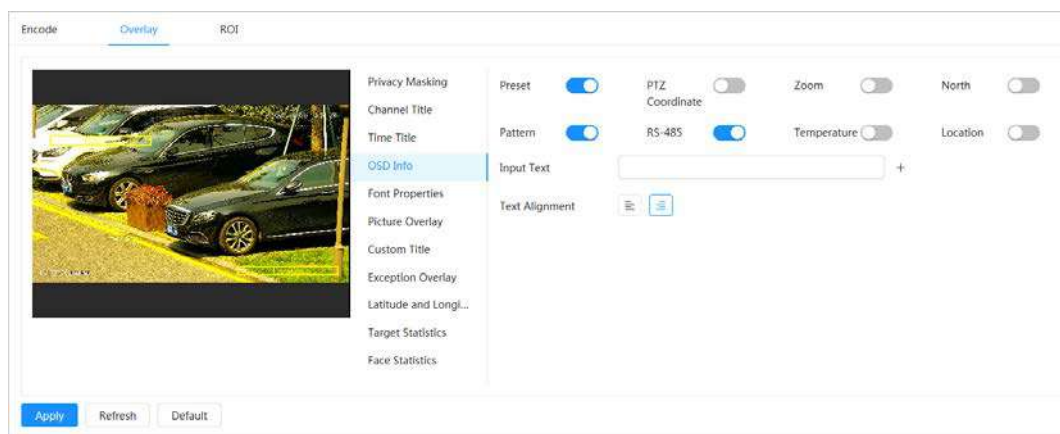 Encode Overlay ROI
Privacy Masking
Channel Title
Time Title
OSD Info
Font Properties
Picture Overlay
Custom Title
Exception Overlay
Latitude and Longi...
Target Statistics
Face Statistics
Preset PTZ Coordinate Zoom North
Pattern RS-485 Temperature Location
Input Text +
Text Alignment
Apply Refresh Default